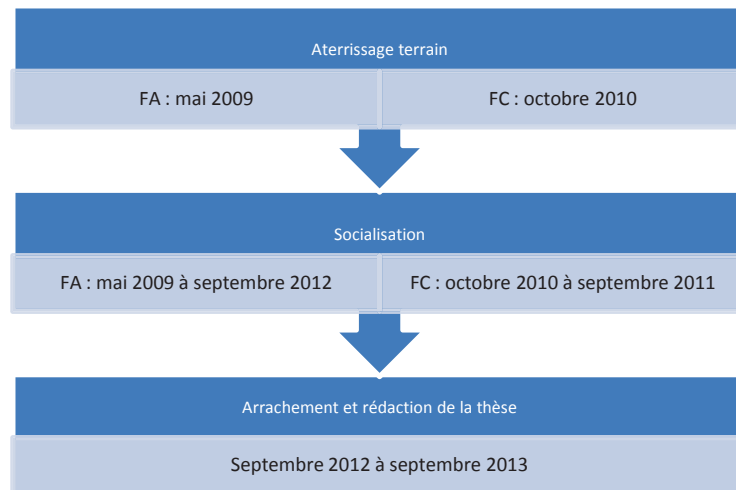 Aterrissage terrain
FA : mai 2009
FC : octobre 2010
Socialisation
FA : mai 2009 à septembre 2012
FC : octobre 2010 à septembre 2011
Arrachement et rédaction de la thèse
Septembre 2012 à septembre 2013